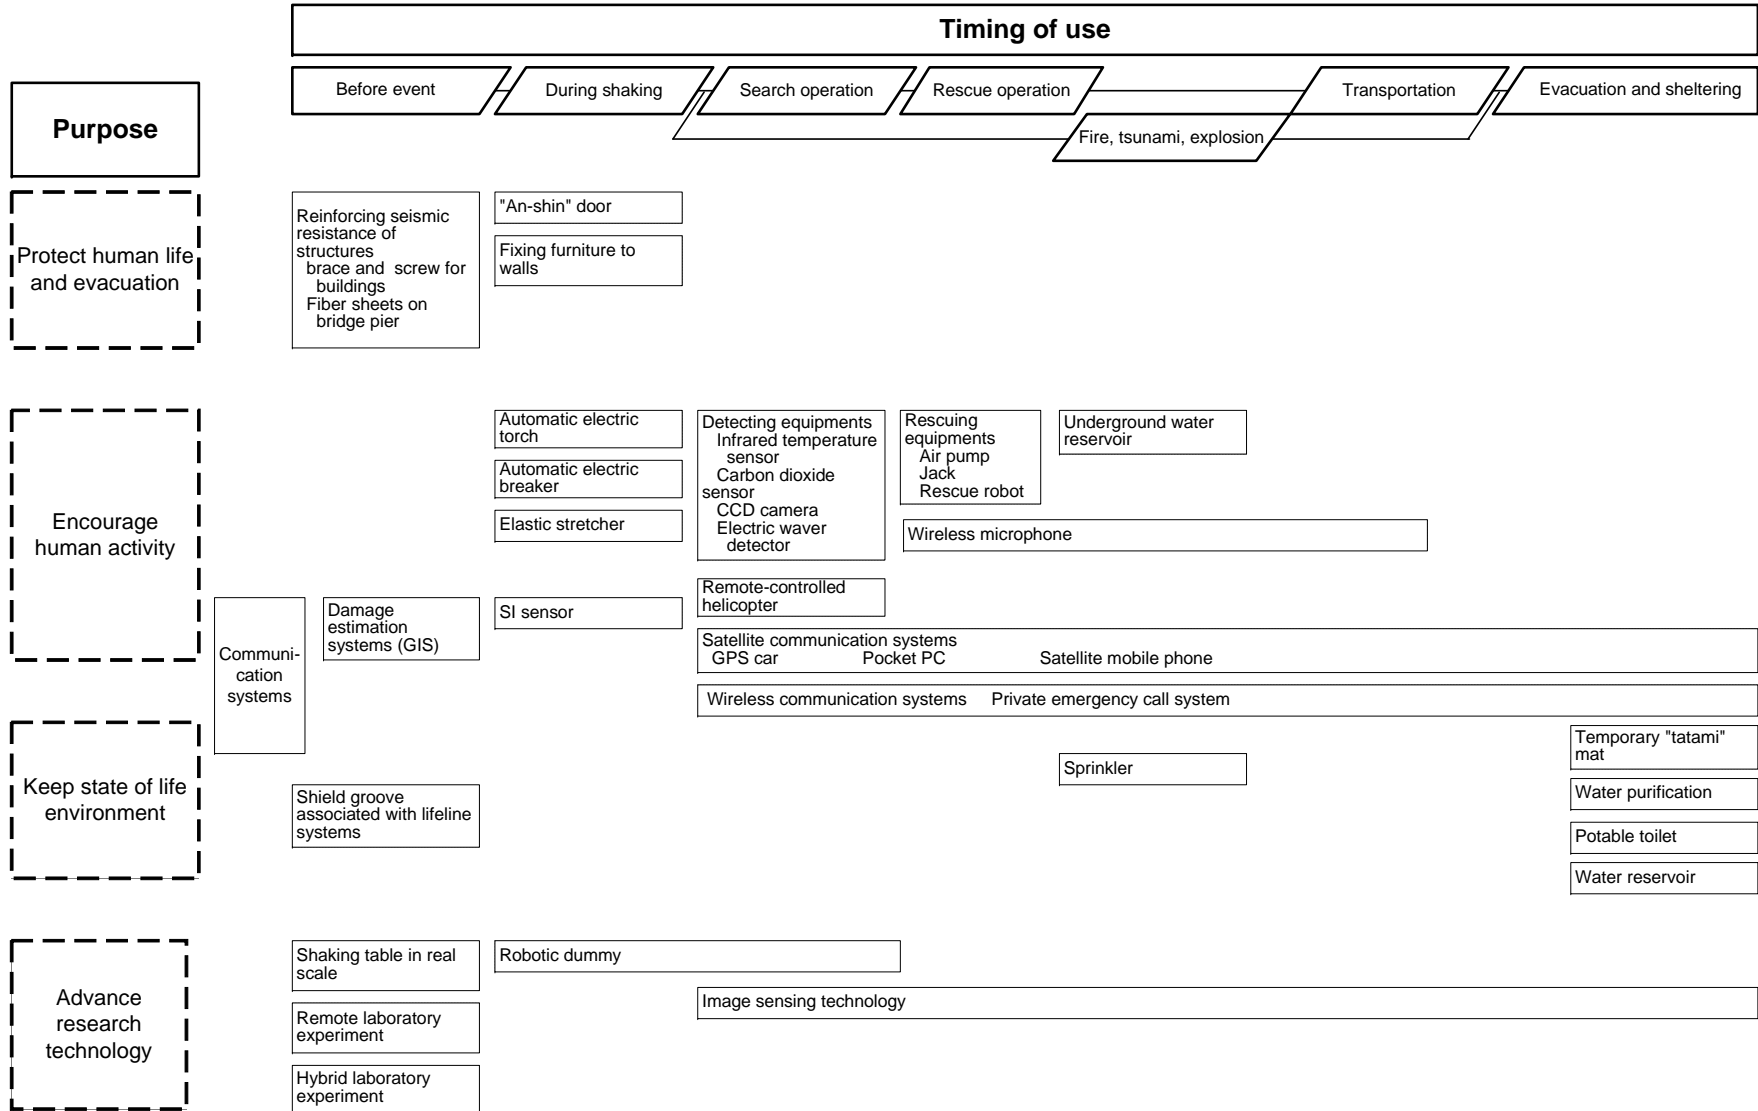 Timing of use
Before event
During shaking
Search operation
Rescue operation
Transportation
Evacuation and sheltering
Fire, tsunami, explosion
Purpose
Protect human life
and evacuation
Reinforcing seismic
resistance of
structures
brace and screw for
buildings
Fiber sheets on
bridge pier
"An-shin" door
Fixing furniture to
walls
Encourage
human activity
Automatic electric
torch
Automatic electric
breaker
Elastic stretcher
Detecting equipments
Infrared temperature
sensor
Carbon dioxide
sensor
CCD camera
Electric waver
detector
Rescuing
equipments
Air pump
Jack
Rescue robot
Underground water
reservoir
Wireless microphone
Remote-controlled
helicopter
Communi-
cation
systems
Damage
estimation
systems (GIS)
SI sensor
Satellite communication systems
GPS car Pocket PC Satellite mobile phone
Wireless communication systems Private emergency call system
Keep state of life
environment
Shield groove
associated with lifeline
systems
Sprinkler
Temporary "tatami"
mat
Water purification
Potable toilet
Water reservoir
Advance
research
technology
Shaking table in real
scale
Remote laboratory
experiment
Hybrid laboratory
experiment
Robotic dummy
Image sensing technology